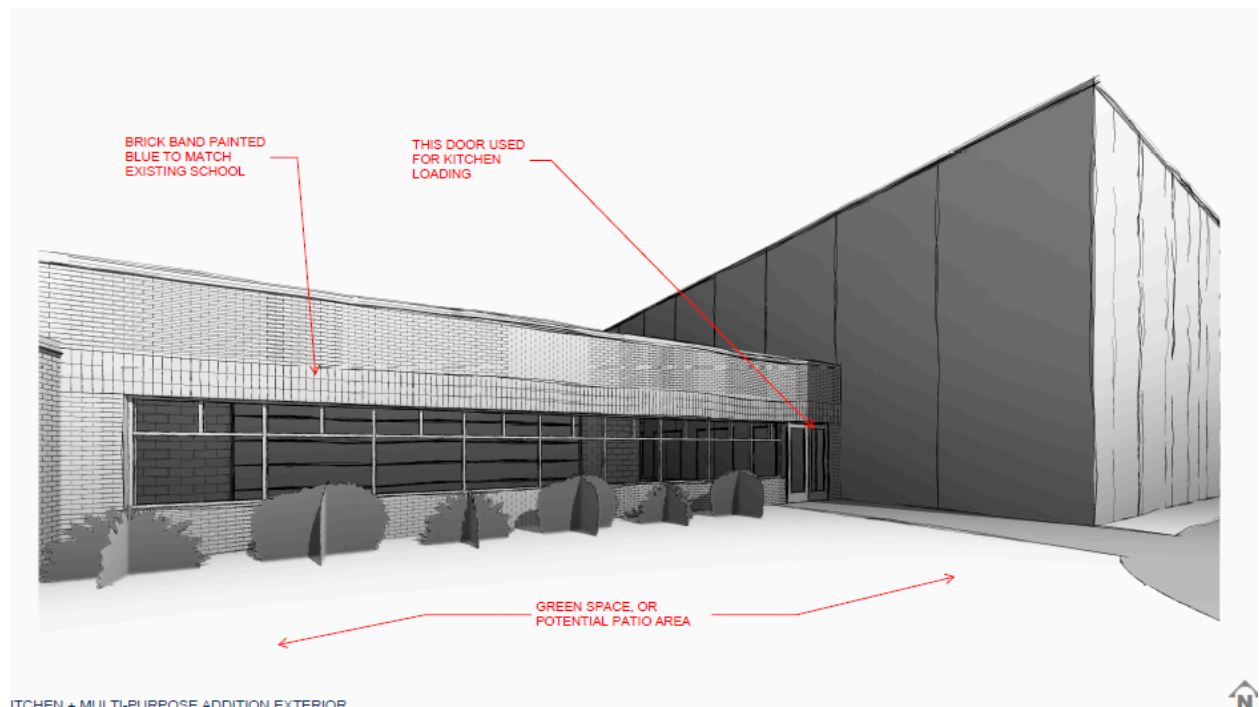 BRICK BAND PAINTED
BLUE TO MATCH
EXISTING SCHOOL
THIS DOOR USED
FOR KITCHEN
LOADING
GREEN SPACE, OR
POTENTIAL PATIO AREA
ITCHEN + MULTI-PURPOSE ADDITION EXTERIOR
N